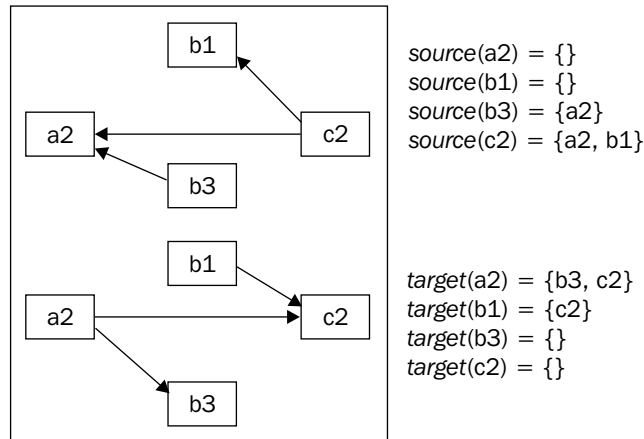 b1
source(a2) = {}
source(b1) = {}
source(b3) = {a2}
source(c2) = {a2, b1}
a2
c2
b3
b1
target(a2) = {b3, c2}
target(b1) = {c2}
target(b3) = {}
target(c2) = {}
a2
c2
b3